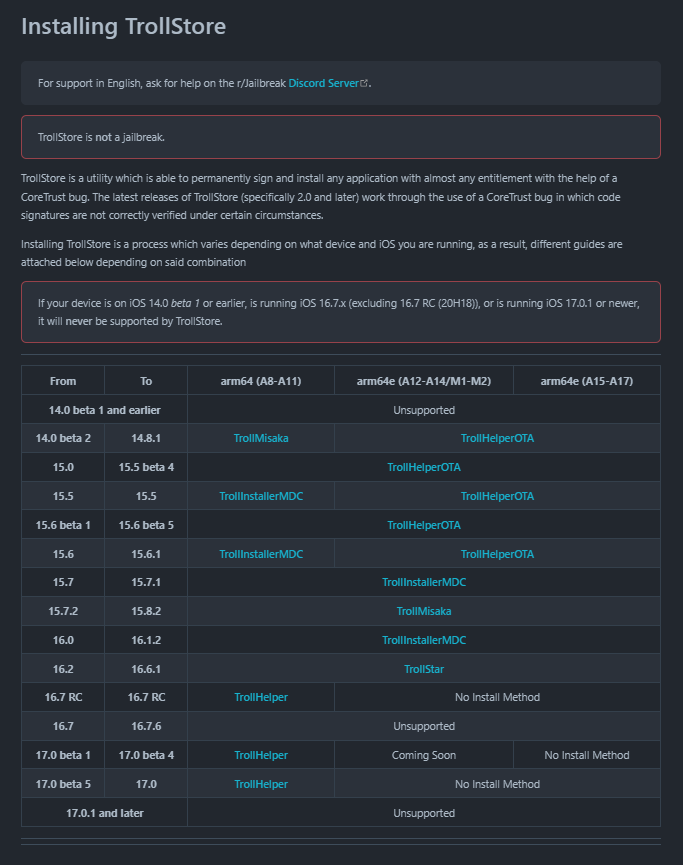 Installing TrollStore
For support in English, ask for help on the r/Jailbreak Discord Server.
TrollStore is not a jailbreak.
TrollStore is a utility which is able to permanently sign and install any application with almost any entitlement with the help of a
CoreTrust bug. The latest releases of TrollStore (specifically 2.0 and later) work through the use of a CoreTrust bug in which code
signatures are not correctly verified under certain circumstances.
Installing TrollStore is a process which varies depending on what device and iOS you are running, as a result, different guides are
attached below depending on said combination
If your device is on iOS 14.0 beta 1 or earlier, is running iOS 16.7.x (excluding 16.7 RC (20H18)), or is running iOS 17.0.1 or newer,
it will never be supported by TrollStore.
From To arm64 (A8-A11) arm64e (A12-A14/M1-M2) arm64e (A15-A17)
14.0 beta 1 and earlier Unsupported
14.0 beta 2 14.8.1 TrollMisaka TrollHelperOTA
15.0 15.5 beta 4 TrollHelperOTA
15.5 15.5 TrollInstallerMDC TrollHelperOTA
15.6 beta 1 15.6 beta 5 TrollHelperOTA
15.6 15.6.1 TrollInstallerMDC TrollHelperOTA
15.7 15.7.1 TrollInstallerMDC
15.7.2 15.8.2 TrollMisaka
16.0 16.1.2 TrollInstallerMDC
16.2 16.6.1 TrollStar
16.7 RC 16.7 RC TrollHelper No Install Method
16.7 16.7.6 Unsupported
17.0 beta 1 17.0 beta 4 TrollHelper Coming Soon No Install Method
17.0 beta 5 17.0 TrollHelper No Install Method
17.0.1 and later Unsupported